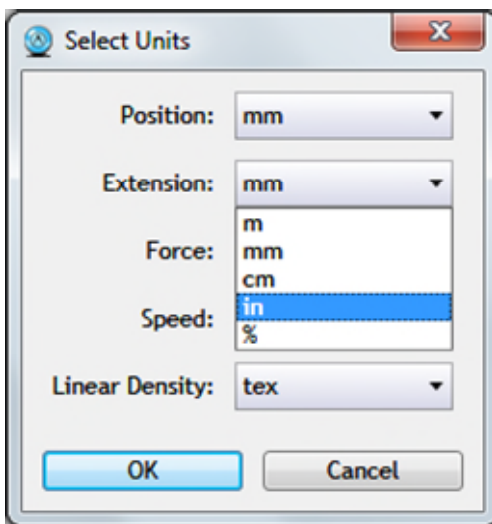 Select Units
Position: mm
Extension: mm
m
Force: mm
cm
Speed: in
%
Linear Density: tex
OK Cancel